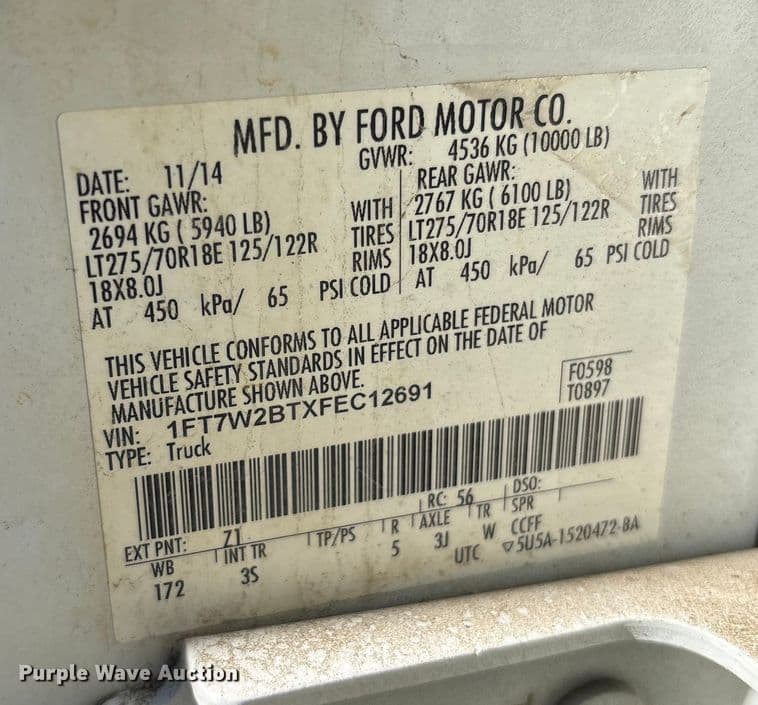 MFD. BY FORD MOTOR CO.
DATE: 11/14 GVWR: 4536 KG (10000 LB)
FRONT GAWR: REAR GAWR:
2694 KG ( 5940 LB) WITH 2767 KG ( 6100 LB) WITH
LT275/70R18E 125/122R TIRES LT275/70R18E 125/122R TIRES
18X8.0J RIMS 18X8.0J RIMS
AT 450 kPa/ 65 PSI COLD AT 450 kPa/ 65 PSI COLD
THIS VEHICLE CONFORMS TO ALL APPLICABLE FEDERAL MOTOR
VEHICLE SAFETY STANDARDS IN EFFECT ON THE DATE OF
MANUFACTURE SHOWN ABOVE.
VIN: 1FT7W2BTXFEC12691
TYPE: Truck
F0598
T0897
EXT PNT: Z1 RC: 56 DSO:
WB INT TR TP/PS R AXLE TR SPR
172 3S 5 3J W CCFF
UTC ▽5U5A-1520472-BA
Purple Wave Auction